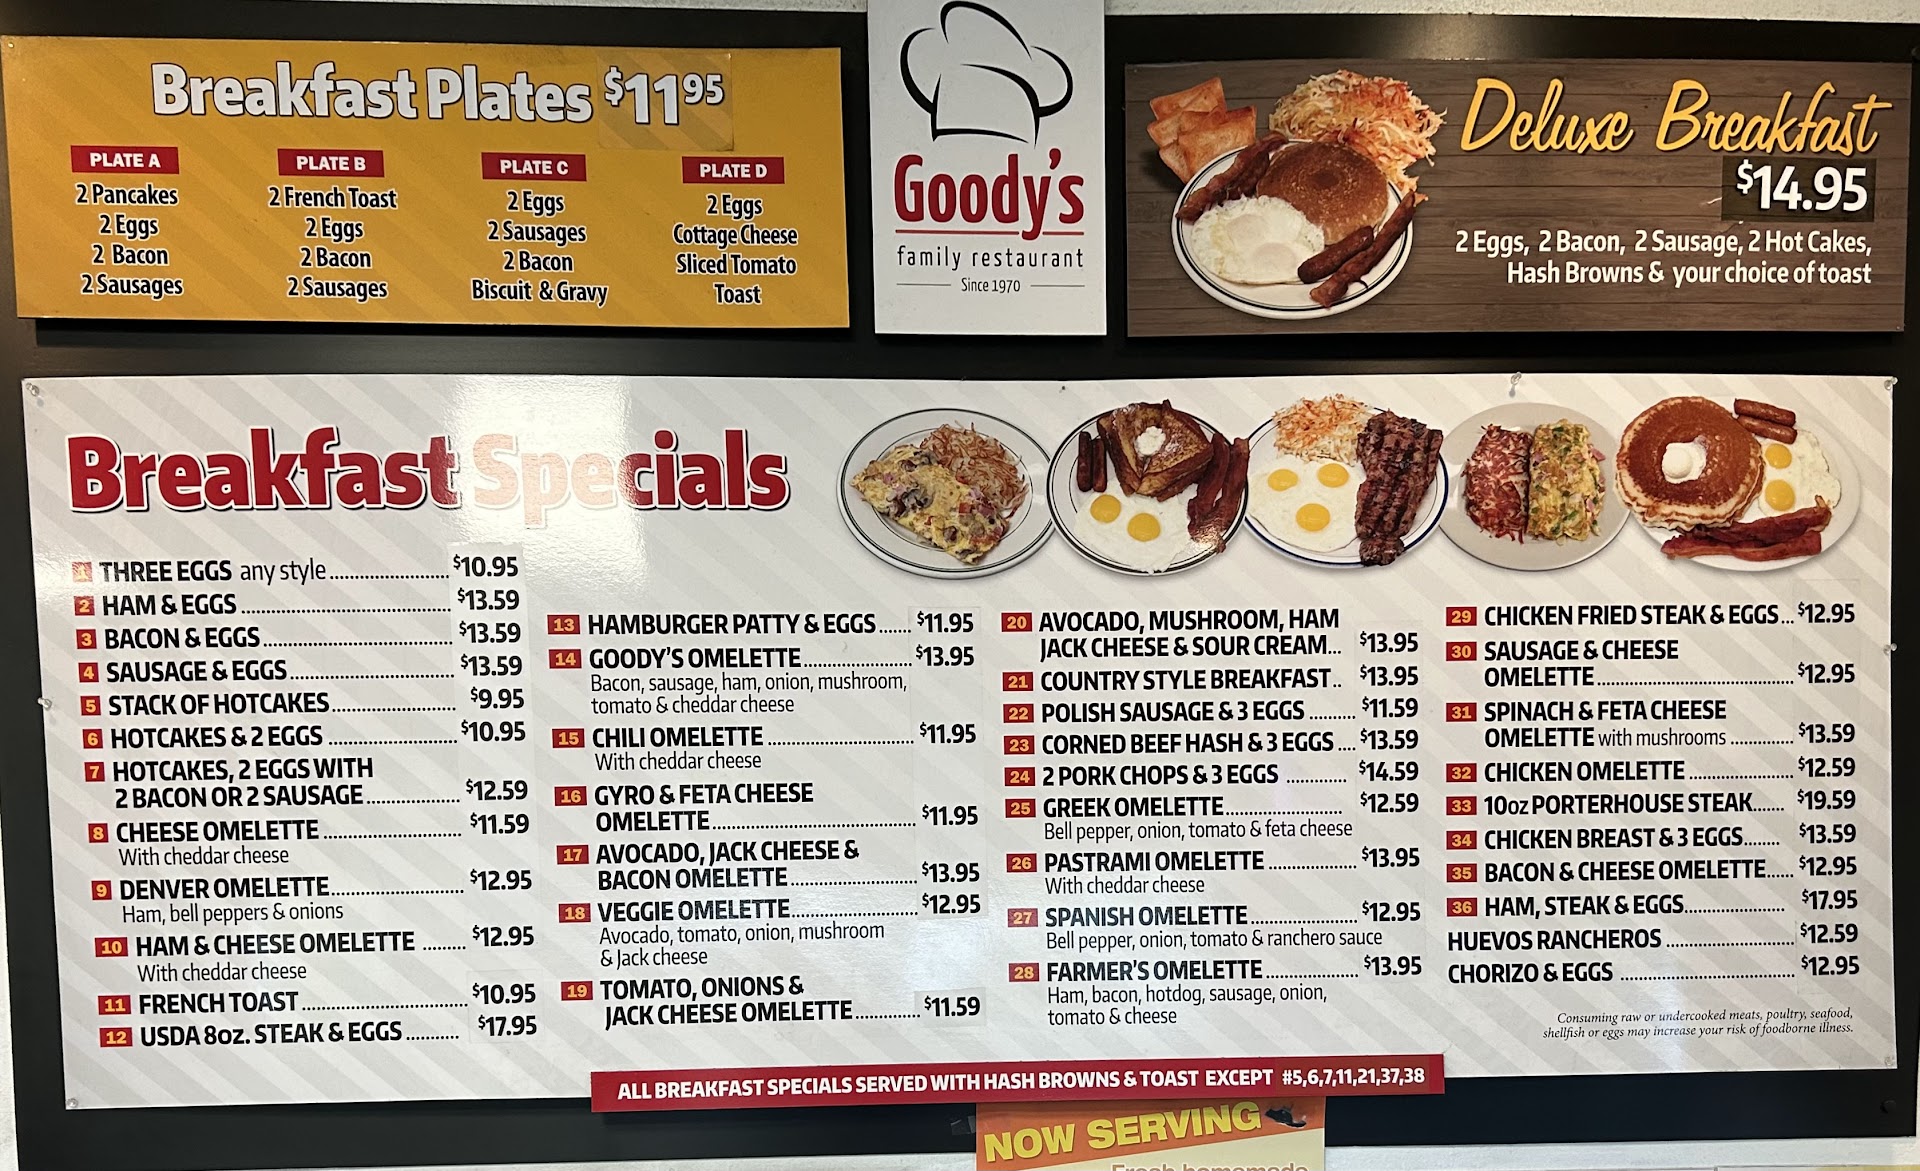 Breakfast Plates $11.95
PLATE A
2 Pancakes
2 Eggs
2 Bacon
2 Sausages
PLATE B
2 French Toast
2 Eggs
2 Bacon
2 Sausages
PLATE C
2 Eggs
2 Sausages
2 Bacon
Biscuit & Gravy
PLATE D
2 Eggs
Cottage Cheese
Sliced Tomato
Toast
Goody's
family restaurant
Since 1970
Deluxe Breakfast
$14.95
2 Eggs, 2 Bacon, 2 Sausage, 2 Hot Cakes,
Hash Browns & your choice of toast
Breakfast Specials
1 THREE EGGS any style $10.95
2 HAM & EGGS $13.59
3 BACON & EGGS $13.59
4 SAUSAGE & EGGS $13.59
5 STACK OF HOTCAKES $9.95
6 HOTCAKES & 2 EGGS $10.95
7 HOTCAKES, 2 EGGS WITH
2 BACON OR 2 SAUSAGE $12.59
8 CHEESE OMELETTE $11.59
With cheddar cheese
9 DENVER OMELETTE $12.95
Ham, bell peppers & onions
10 HAM & CHEESE OMELETTE $12.95
With cheddar cheese
11 FRENCH TOAST $10.95
12 USDA 8oz. STEAK & EGGS $17.95
13 HAMBURGER PATTY & EGGS $11.95
14 GOODY'S OMELETTE $13.95
Bacon, sausage, ham, onion, mushroom,
tomato & cheddar cheese
15 CHILI OMELETTE $11.95
With cheddar cheese
16 GYRO & FETA CHEESE
OMELETTE $11.95
17 AVOCADO, JACK CHEESE &
BACON OMELETTE $13.95
18 VEGGIE OMELETTE $12.95
Avocado, tomato, onion, mushroom
& Jack cheese
19 TOMATO, ONIONS &
JACK CHEESE OMELETTE $11.59
20 AVOCADO, MUSHROOM, HAM
JACK CHEESE & SOUR CREAM $13.95
21 COUNTRY STYLE BREAKFAST $13.95
22 POLISH SAUSAGE & 3 EGGS $11.59
23 CORNED BEEF HASH & 3 EGGS $13.59
24 2 PORK CHOPS & 3 EGGS $14.59
25 GREEK OMELETTE $12.59
Bell pepper, onion, tomato & feta cheese
26 PASTRAMI OMELETTE $13.95
With cheddar cheese
27 SPANISH OMELETTE $12.95
Bell pepper, onion, tomato & ranchero sauce
28 FARMER'S OMELETTE $13.95
Ham, bacon, hotdog, sausage, onion,
tomato & cheese
29 CHICKEN FRIED STEAK & EGGS $12.95
30 SAUSAGE & CHEESE
OMELETTE $12.95
31 SPINACH & FETA CHEESE
OMELETTE with mushrooms $13.59
32 CHICKEN OMELETTE $12.59
33 10oz PORTERHOUSE STEAK $19.59
34 CHICKEN BREAST & 3 EGGS $13.59
35 BACON & CHEESE OMELETTE $12.95
36 HAM, STEAK & EGGS $17.95
HUEVOS RANCHEROS $12.59
CHORIZO & EGGS $12.95
Consuming raw or undercooked meats, poultry, seafood,
shellfish or eggs may increase your risk of foodborne illness.
ALL BREAKFAST SPECIALS SERVED WITH HASH BROWNS & TOAST EXCEPT #5,6,7,11,21,37,38
NOW SERVING
Fresh homemade